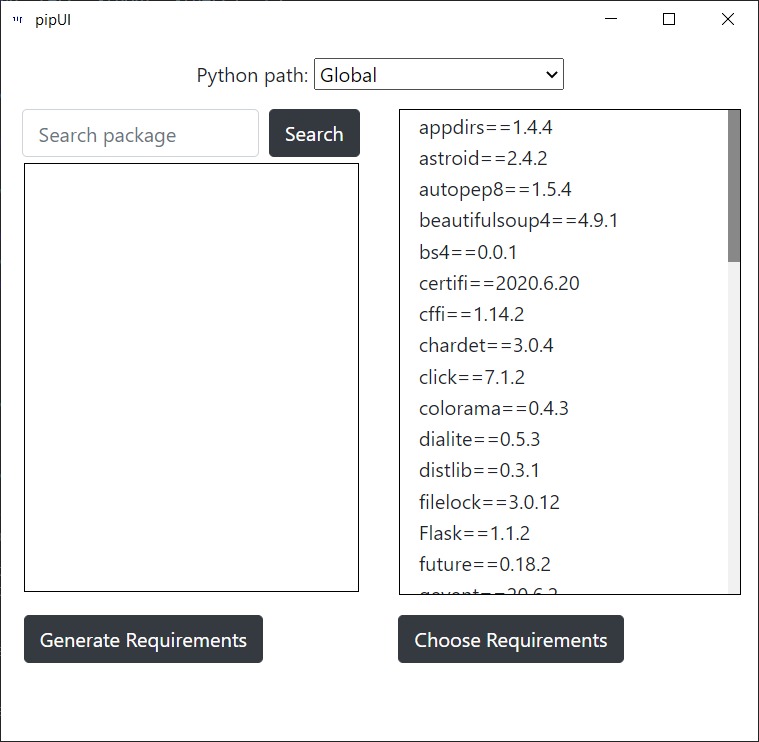 pipUI
Python path: Global
Search package
Search
appdirs==1.4.4
astroid==2.4.2
autopep8==1.5.4
beautifulsoup4==4.9.1
bs4==0.0.1
certifi==2020.6.20
cffi==1.14.2
chardet==3.0.4
click==7.1.2
colorama==0.4.3
dialite==0.5.3
distlib==0.3.1
filelock==3.0.12
Flask==1.1.2
future==0.18.2
Generate Requirements
Choose Requirements